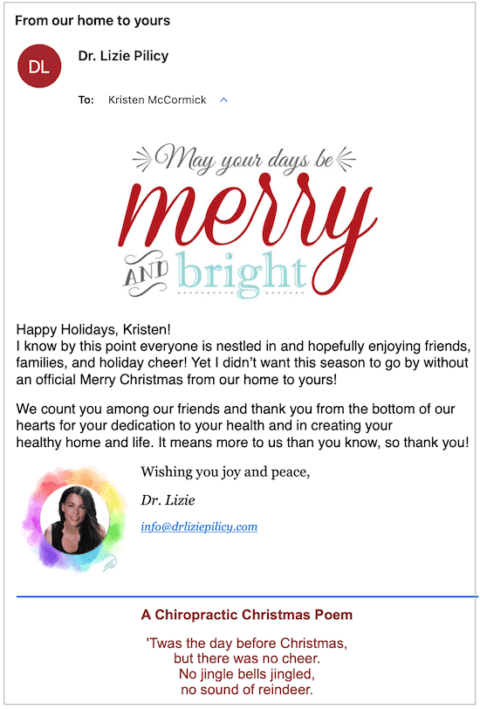 From our home to yours
DL
Dr. Lizie Pilicy
To: Kristen McCormick
May your days be
merry
AND bright
Happy Holidays, Kristen!
I know by this point everyone is nestled in and hopefully enjoying friends,
families, and holiday cheer! Yet I didn't want this season to go by without
an official Merry Christmas from our home to yours!
We count you among our friends and thank you from the bottom of our
hearts for your dedication to your health and in creating your
healthy home and life. It means more to us than you know, so thank you!
Wishing you joy and peace,
Dr. Lizie
info@drliziepilicy.com
A Chiropractic Christmas Poem
'Twas the day before Christmas,
but there was no cheer.
No jingle bells jingled,
no sound of reindeer.